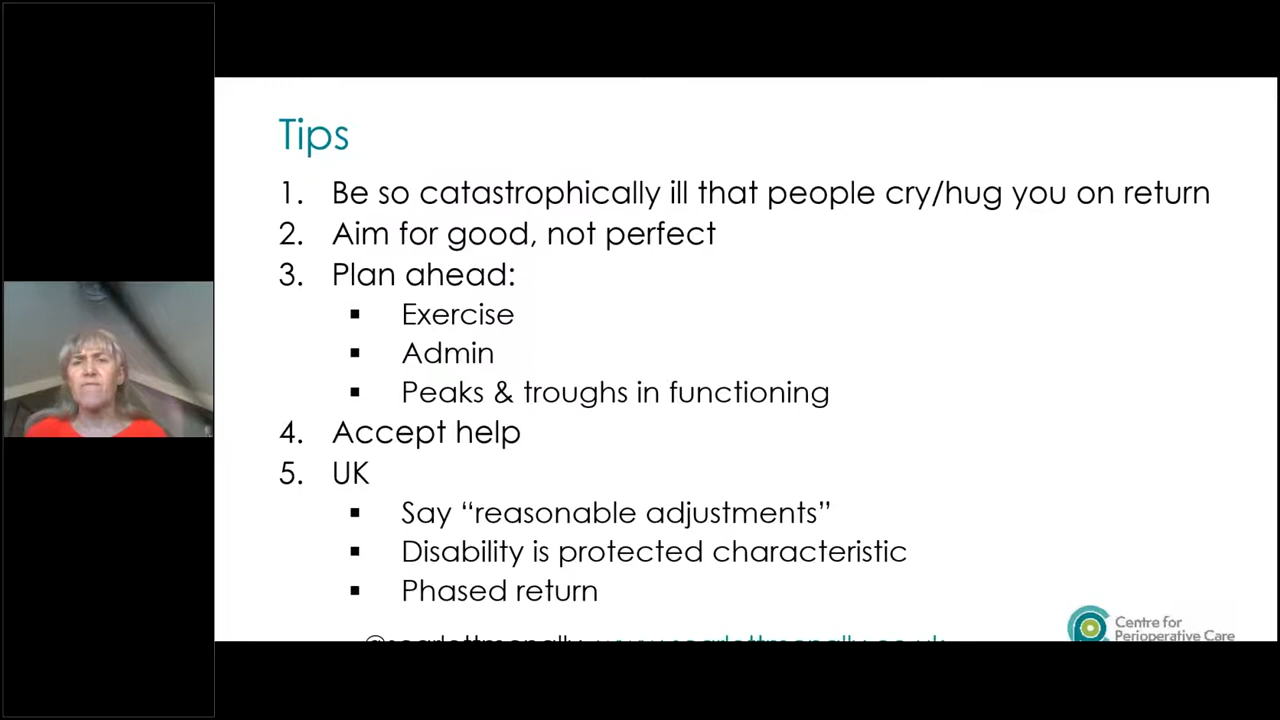 Tips
1. Be so catastrophically ill that people cry/hug you on return
2. Aim for good, not perfect
3. Plan ahead:
▪ Exercise
▪ Admin
▪ Peaks & troughs in functioning
4. Accept help
5. UK
▪ Say “reasonable adjustments”
▪ Disability is protected characteristic
▪ Phased return
Centre for
Perioperative Care